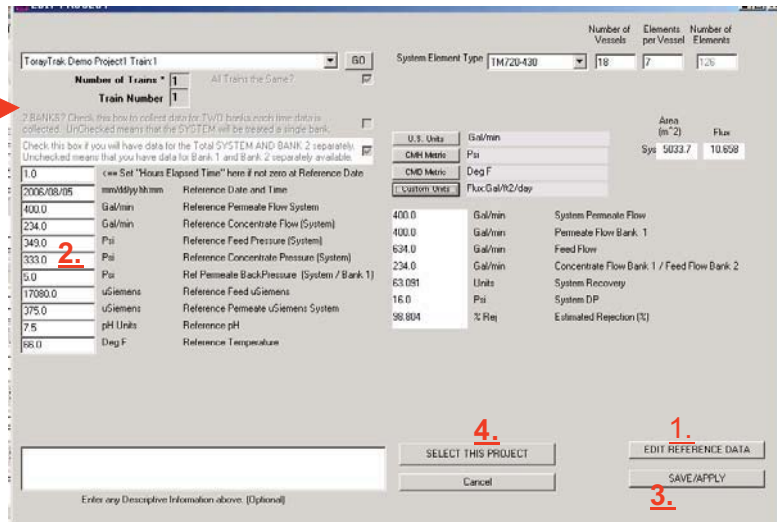 EDIT PROJECT
Number of Vessels
Elements per Vessel
Number of Elements
TorayTrak Demo Project1 Train:1
GO
System Element Type
TM720-430
18
7
126
Number of Trains *
1
All Trains the Same?
Train Number
1
2 BANKS? Check this box to collect data for TWO banks each time data is
collected. UnChecked means that the SYSTEM will be treated a single bank.
Check this box if you will have data for the Total SYSTEM AND BANK 2 separately.
Unchecked means that you have data for Bank 1 and Bank 2 separately available.
Area (m^2)
Flux
Sys
5033.7
10.658
U.S. Units
Gal/min
CMH Metric
Psi
CMD Metric
Deg F
Custom Units
Flux:Gal/ft2/day
1.0 <== Set "Hours Elapsed Time" here if not zero at Reference Date
2006/08/05 mm/dd/yy hh:mm Reference Date and Time
400.0 Gal/min Reference Permeate Flow System
234.0 Gal/min Reference Concentrate Flow (System)
349.0 Psi Reference Feed Pressure (System)
333.0 Psi Reference Concentrate Pressure (System)
2.
5.0 Psi Ref Permeate BackPressure (System / Bank 1)
17080.0 uSiemens Reference Feed uSiemens
375.0 uSiemens Reference Permeate uSiemens System
7.5 pH Units Reference pH
66.0 Deg F Reference Temperature
400.0 Gal/min System Permeate Flow
400.0 Gal/min Permeate Flow Bank 1
634.0 Gal/min Feed Flow
234.0 Gal/min Concentrate Flow Bank 1 / Feed Flow Bank 2
63.091 Units System Recovery
16.0 Psi System DP
98.804 % Rej Estimated Rejection (%)
4.
SELECT THIS PROJECT
Cancel
1.
EDIT REFERENCE DATA
SAVE/APPLY
3.
Enter any Descriptive Information above. (Optional)